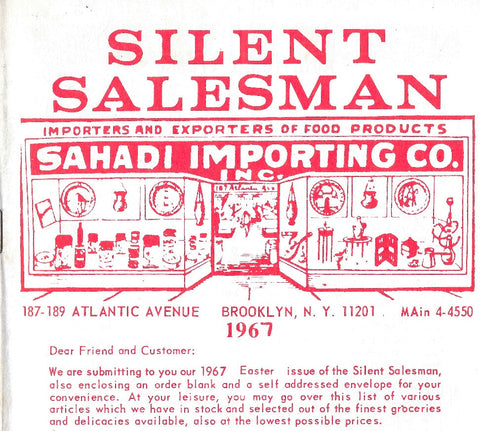 SILENT
SALESMAN
IMPORTERS AND EXPORTERS OF FOOD PRODUCTS
SAHADI IMPORTING CO.
INC.
187 Atlantic Ave
187-189 ATLANTIC AVENUE BROOKLYN, N. Y. 11201 MAin 4-4550
1967
Dear Friend and Customer:
We are submitting to you our 1967 Easter issue of the Silent Salesman,
also enclosing an order blank and a self addressed envelope for your
convenience. At your leisure, you may go over this list of various
articles which we have in stock and selected out of the finest groceries
and delicacies available, also at the lowest possible prices.